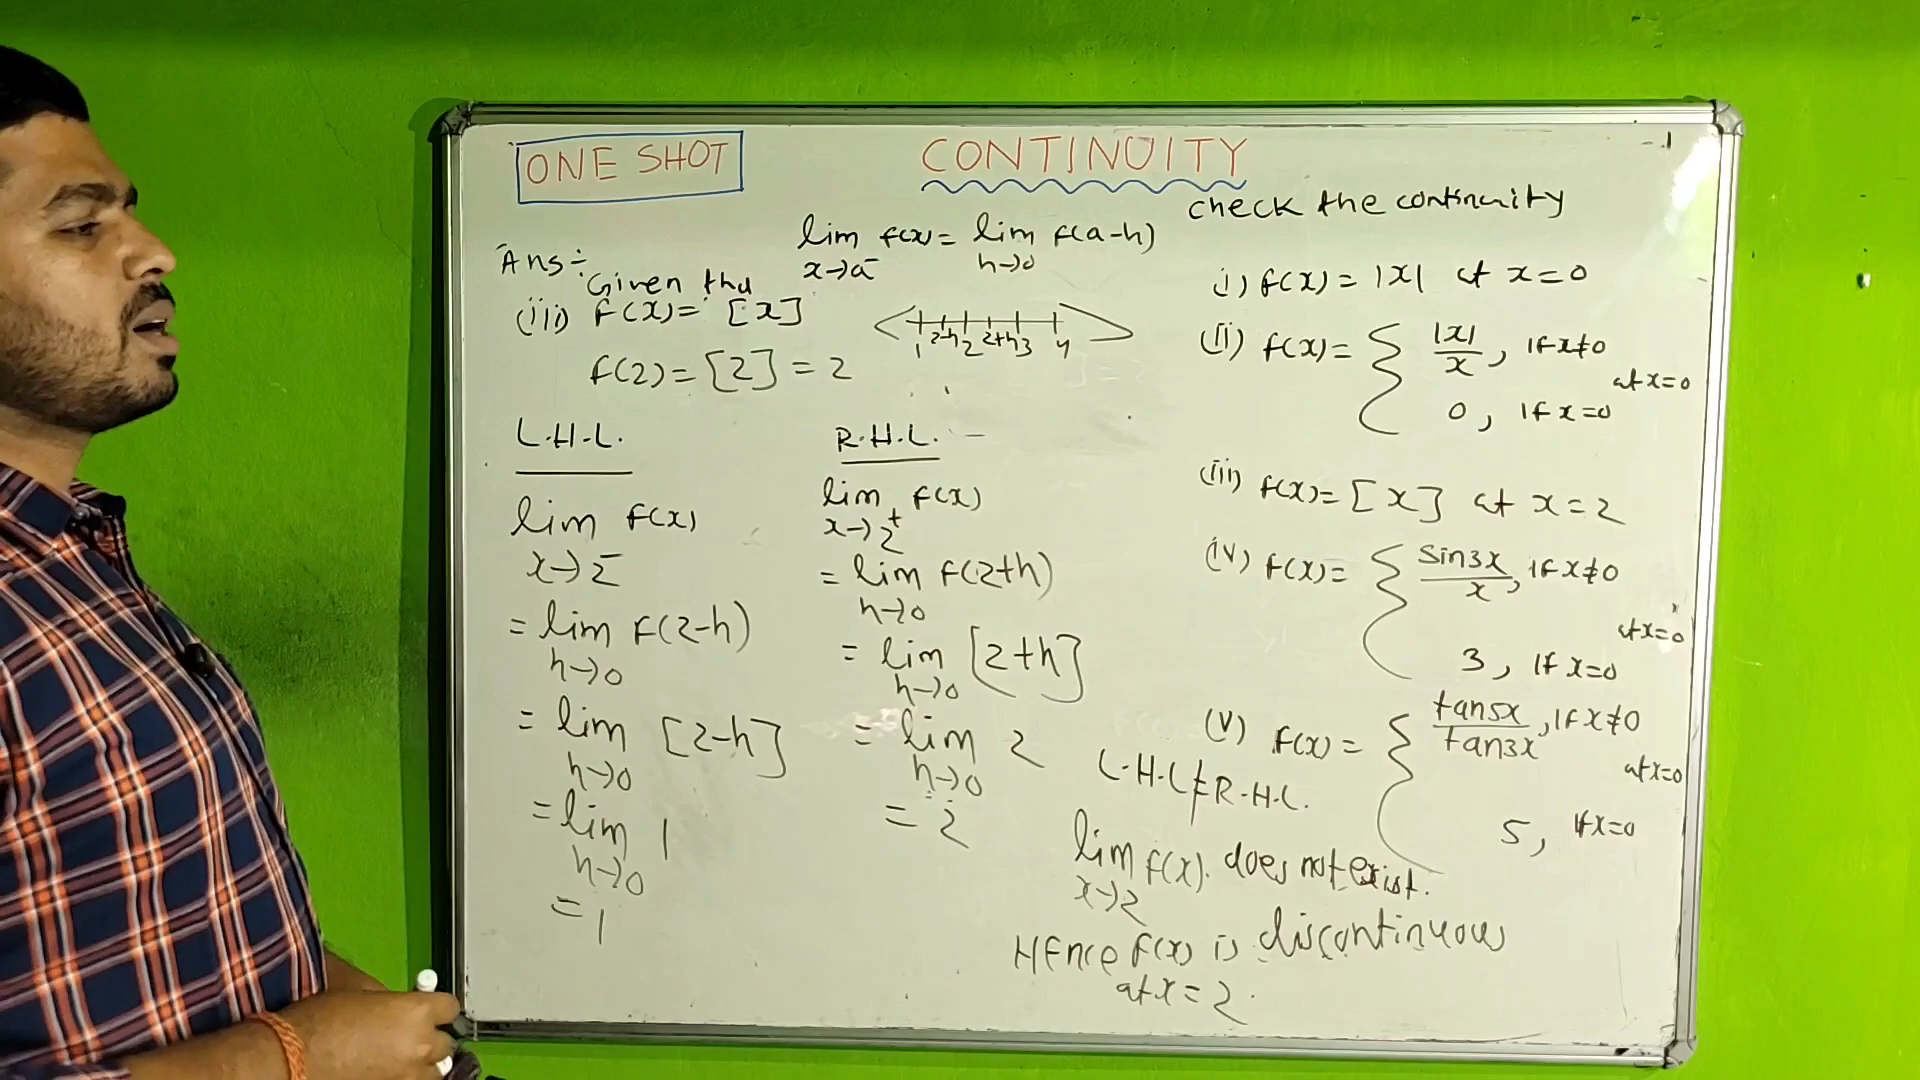 ONE SHOT
CONTINUITY
check the continuity
Ans÷
lim f(x) = lim f(a-h)
x→a⁻ h→0
Given tha
(iii) f(x) = [x]
1 2-h 2 2+h 3 4
f(2) = [2] = 2
L.H.L.
lim f(x)
x→2⁻
= lim f(2-h)
h→0
= lim [2-h]
h→0
= lim 1
h→0
= 1
R.H.L.
lim f(x)
x→2⁺
= lim f(2+h)
h→0
= lim [2+h]
h→0
= lim 2
h→0
= 2
L.H.L ≠ R.H.L.
lim f(x). does not exist.
x→2
Hence f(x) is discontinuous
at x = 2.
i) f(x) = |x| at x = 0
(ii) f(x) = { |x|/x, if x≠0
at x=0
0, if x=0
(iii) f(x) = [x] at x = 2
(iv) f(x) = { sin3x/x, if x≠0
at x=0
3, if x=0
(v) f(x) = { tan5x/tan3x, if x≠0
at x=0
5, if x=0